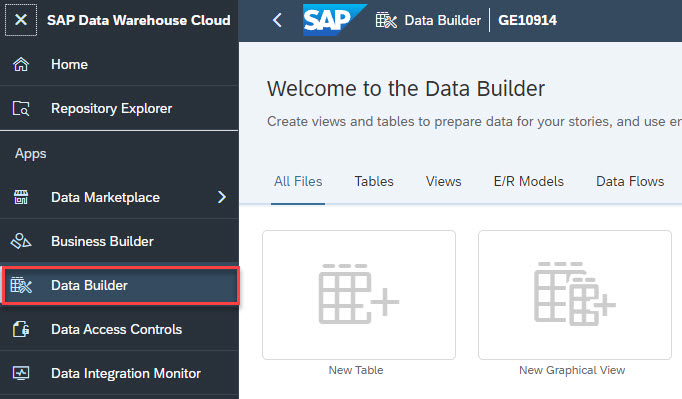 SAP Data Warehouse Cloud
Home
Repository Explorer
Apps
Data Marketplace
Business Builder
Data Builder
Data Access Controls
Data Integration Monitor
SAP Data Builder GE10914
Welcome to the Data Builder
Create views and tables to prepare data for your stories, and use
All Files Tables Views E/R Models Data Flows
New Table New Graphical View